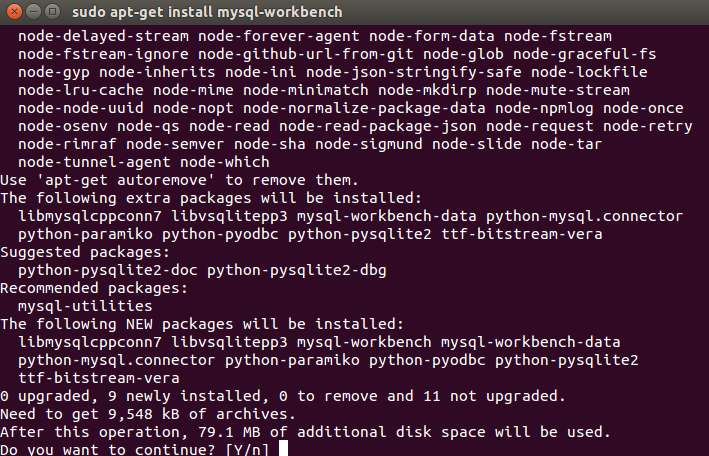 sudo apt-get install mysql-workbench
node-delayed-stream node-forever-agent node-form-data node-fstream
node-fstream-ignore node-github-url-from-git node-glob node-graceful-fs
node-gyp node-inherits node-ini node-json-stringify-safe node-lockfile
node-lru-cache node-mime node-minimatch node-mkdirp node-mute-stream
node-node-uuid node-nopt node-normalize-package-data node-npmlog node-once
node-osenv node-qs node-read node-read-package-json node-request node-retry
node-rimraf node-semver node-sha node-sigmund node-slide node-tar
node-tunnel-agent node-which
Use 'apt-get autoremove' to remove them.
The following extra packages will be installed:
libmysqlcppconn7 libvsqlitepp3 mysql-workbench-data python-mysql.connector
python-paramiko python-pyodbc python-pysqlite2 ttf-bitstream-vera
Suggested packages:
python-pysqlite2-doc python-pysqlite2-dbg
Recommended packages:
mysql-utilities
The following NEW packages will be installed:
libmysqlcppconn7 libvsqlitepp3 mysql-workbench mysql-workbench-data
python-mysql.connector python-paramiko python-pyodbc python-pysqlite2
ttf-bitstream-vera
0 upgraded, 9 newly installed, 0 to remove and 11 not upgraded.
Need to get 9,548 kB of archives.
After this operation, 79.1 MB of additional disk space will be used.
Do you want to continue? [Y/n]